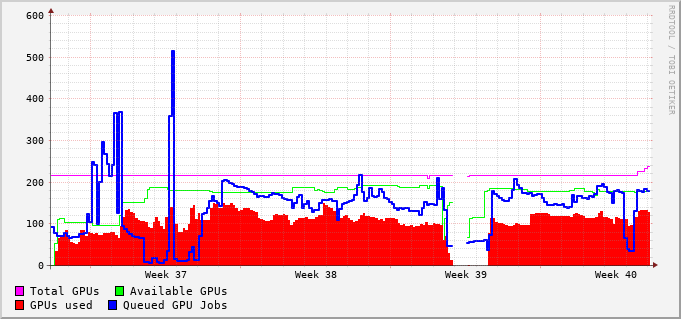 600
500
400
300
200
100
0
Week 37 Week 38 Week 39 Week 40
Total GPUs Available GPUs
GPUs used Queued GPU Jobs
RRDTOOL / TOBI OETIKER